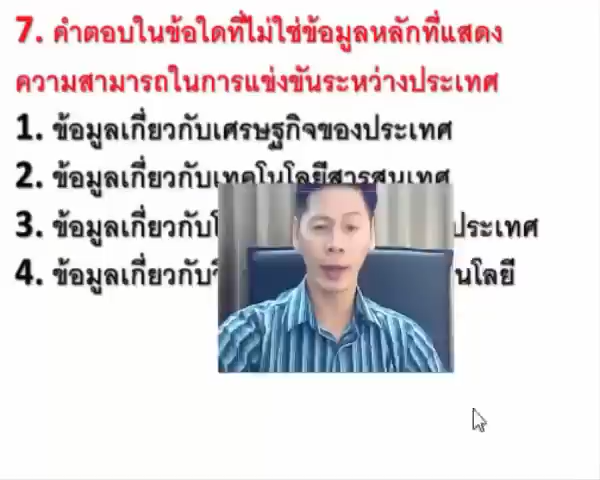 7. คำตอบในข้อใดที่ไม่ใช่ข้อมูลหลักที่แสดง
ความสามารถในการแข่งขันระหว่างประเทศ
1. ข้อมูลเกี่ยวกับเศรษฐกิจของประเทศ
2. ข้อมูลเกี่ยวกับเทคโนโลยีสารสนเทศ
3. ข้อมูลเกี่ยวกับ ประเทศ
4. ข้อมูลเกี่ยวกับ